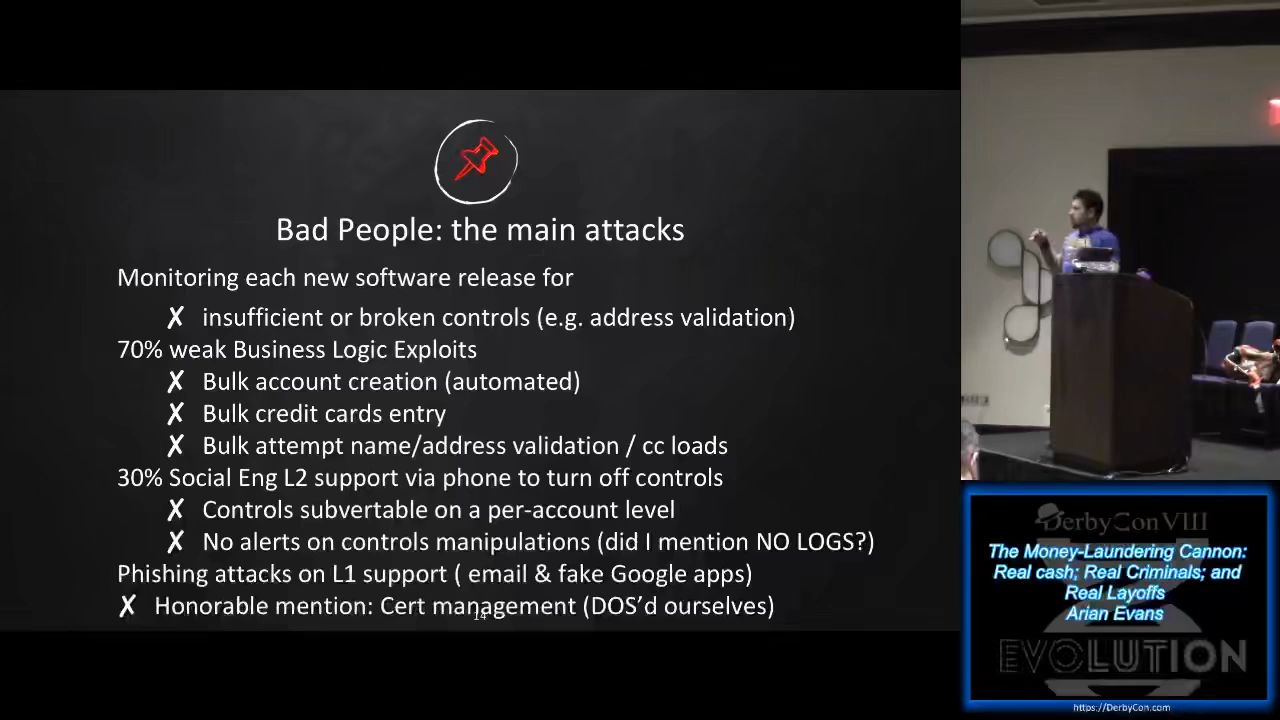 Bad People: the main attacks
Monitoring each new software release for
✗ insufficient or broken controls (e.g. address validation)
70% weak Business Logic Exploits
✗ Bulk account creation (automated)
✗ Bulk credit cards entry
✗ Bulk attempt name/address validation / cc loads
30% Social Eng L2 support via phone to turn off controls
✗ Controls subvertable on a per-account level
✗ No alerts on controls manipulations (did I mention NO LOGS?)
Phishing attacks on L1 support ( email & fake Google apps)
✗ Honorable mention: Cert management (DOS’d ourselves)
14
DerbyCon VIII
The Money-Laundering Cannon:
Real cash; Real Criminals; and
Real Layoffs
Arian Evans
EVOLUTION
https://DerbyCon.com